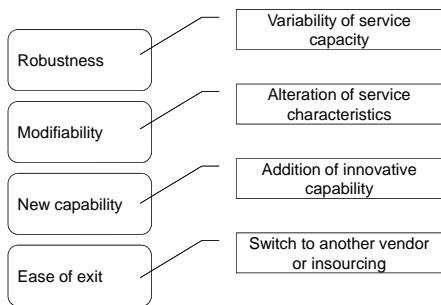 Robustness
Variability of service
capacity
Modifiability
Alteration of service
characteristics
New capability
Addition of innovative
capability
Ease of exit
Switch to another vendor
or insourcing